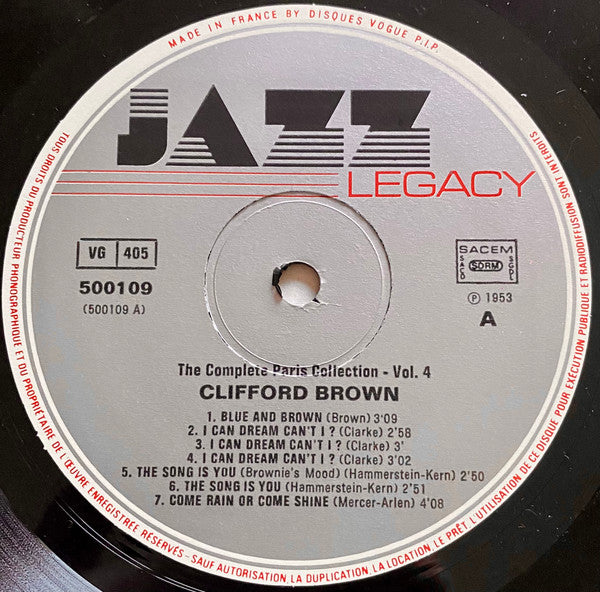 MADE IN FRANCE BY DISQUES VOGUE P.I.P.
JAZZ
LEGACY
VG 405
500109
(500109 A)
SACEM
SACD SDRM SGDL
℗ 1953
A
The Complete Paris Collection - Vol. 4
CLIFFORD BROWN
1. BLUE AND BROWN (Brown) 3'09
2. I CAN DREAM CAN'T I ? (Clarke) 2'58
3. I CAN DREAM CAN'T I ? (Clarke) 3'
4. I CAN DREAM CAN'T I ? (Clarke) 3'02
5. THE SONG IS YOU (Brownie's Mood) (Hammerstein-Kern) 2'50
6. THE SONG IS YOU (Hammerstein-Kern) 2'51
7. COME RAIN OR COME SHINE (Mercer-Arlen) 4'08
TOUS DROITS DU PRODUCTEUR PHONOGRAPHIQUE ET DU PROPRIÉTAIRE DE L'ŒUVRE ENREGISTRÉE RÉSERVÉS - SAUF AUTORISATION, LA DUPLICATION, LA LOCATION, LE PRÊT, L'UTILISATION DE CE DISQUE POUR EXÉCUTION PUBLIQUE ET RADIODIFFUSION SONT INTERDITS